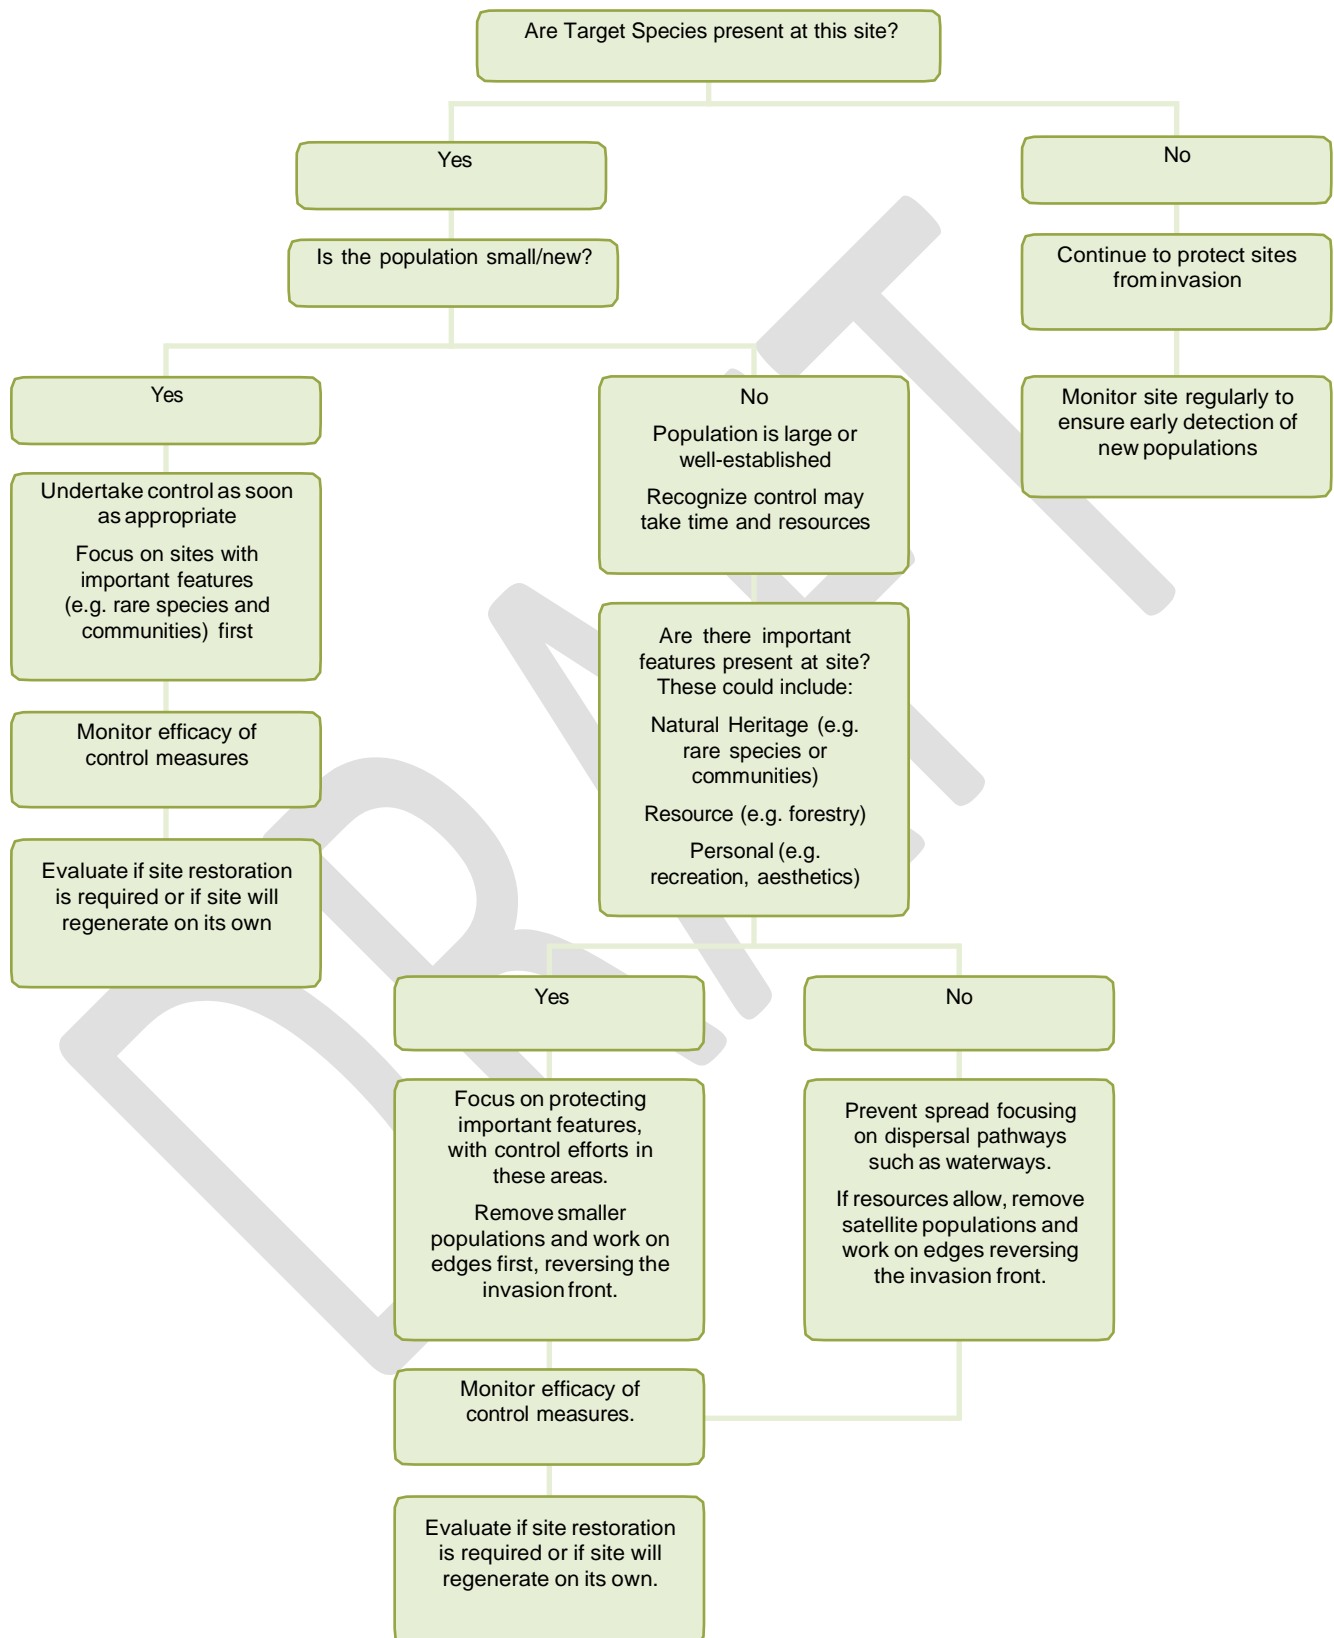 Are Target Species present at this site?
Yes
No
Is the population small/new?
Continue to protect sites
from invasion
Monitor site regularly to
ensure early detection of
new populations
Yes
Undertake control as soon
as appropriate
Focus on sites with
important features
(e.g. rare species and
communities) first
Monitor efficacy of
control measures
Evaluate if site restoration
is required or if site will
regenerate on its own
No
Population is large or
well-established
Recognize control may
take time and resources
Are there important
features present at site?
These could include:
Natural Heritage (e.g.
rare species or
communities)
Resource (e.g. forestry)
Personal (e.g.
recreation, aesthetics)
Yes
Focus on protecting
important features,
with control efforts in
these areas.
Remove smaller
populations and work on
edges first, reversing the
invasion front.
No
Prevent spread focusing
on dispersal pathways
such as waterways.
If resources allow, remove
satellite populations and
work on edges reversing
the invasion front.
Monitor efficacy of
control measures.
Evaluate if site restoration
is required or if site will
regenerate on its own.
DRAFT